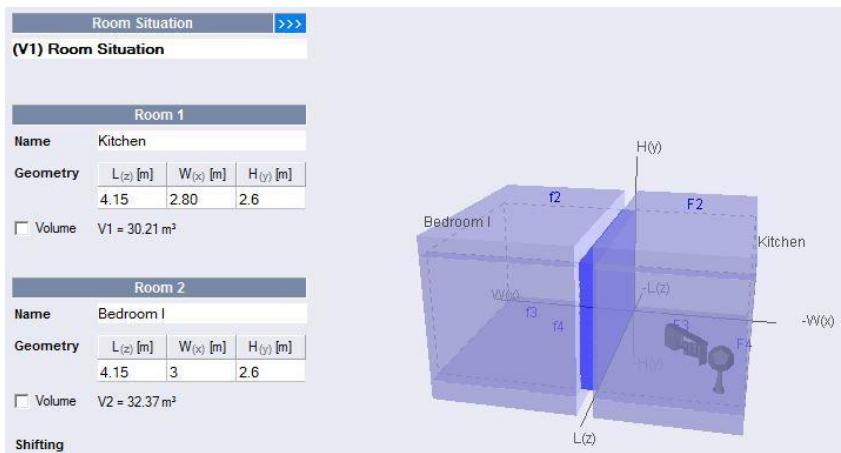 Room Situation >>>
(V1) Room Situation
Room 1
Name Kitchen
Geometry L(z) [m] W(x) [m] H(y) [m]
4.15 2.80 2.6
Volume V1 = 30.21 m³
Room 2
Name Bedroom I
Geometry L(z) [m] W(x) [m] H(y) [m]
4.15 3 2.6
Volume V2 = 32.37 m³
Shifting
H(y)
f2 F2
Bedroom I
Kitchen
-L(z)
W(x)
f3 F3 -W(x)
f4 F4
-H(y)
L(z)